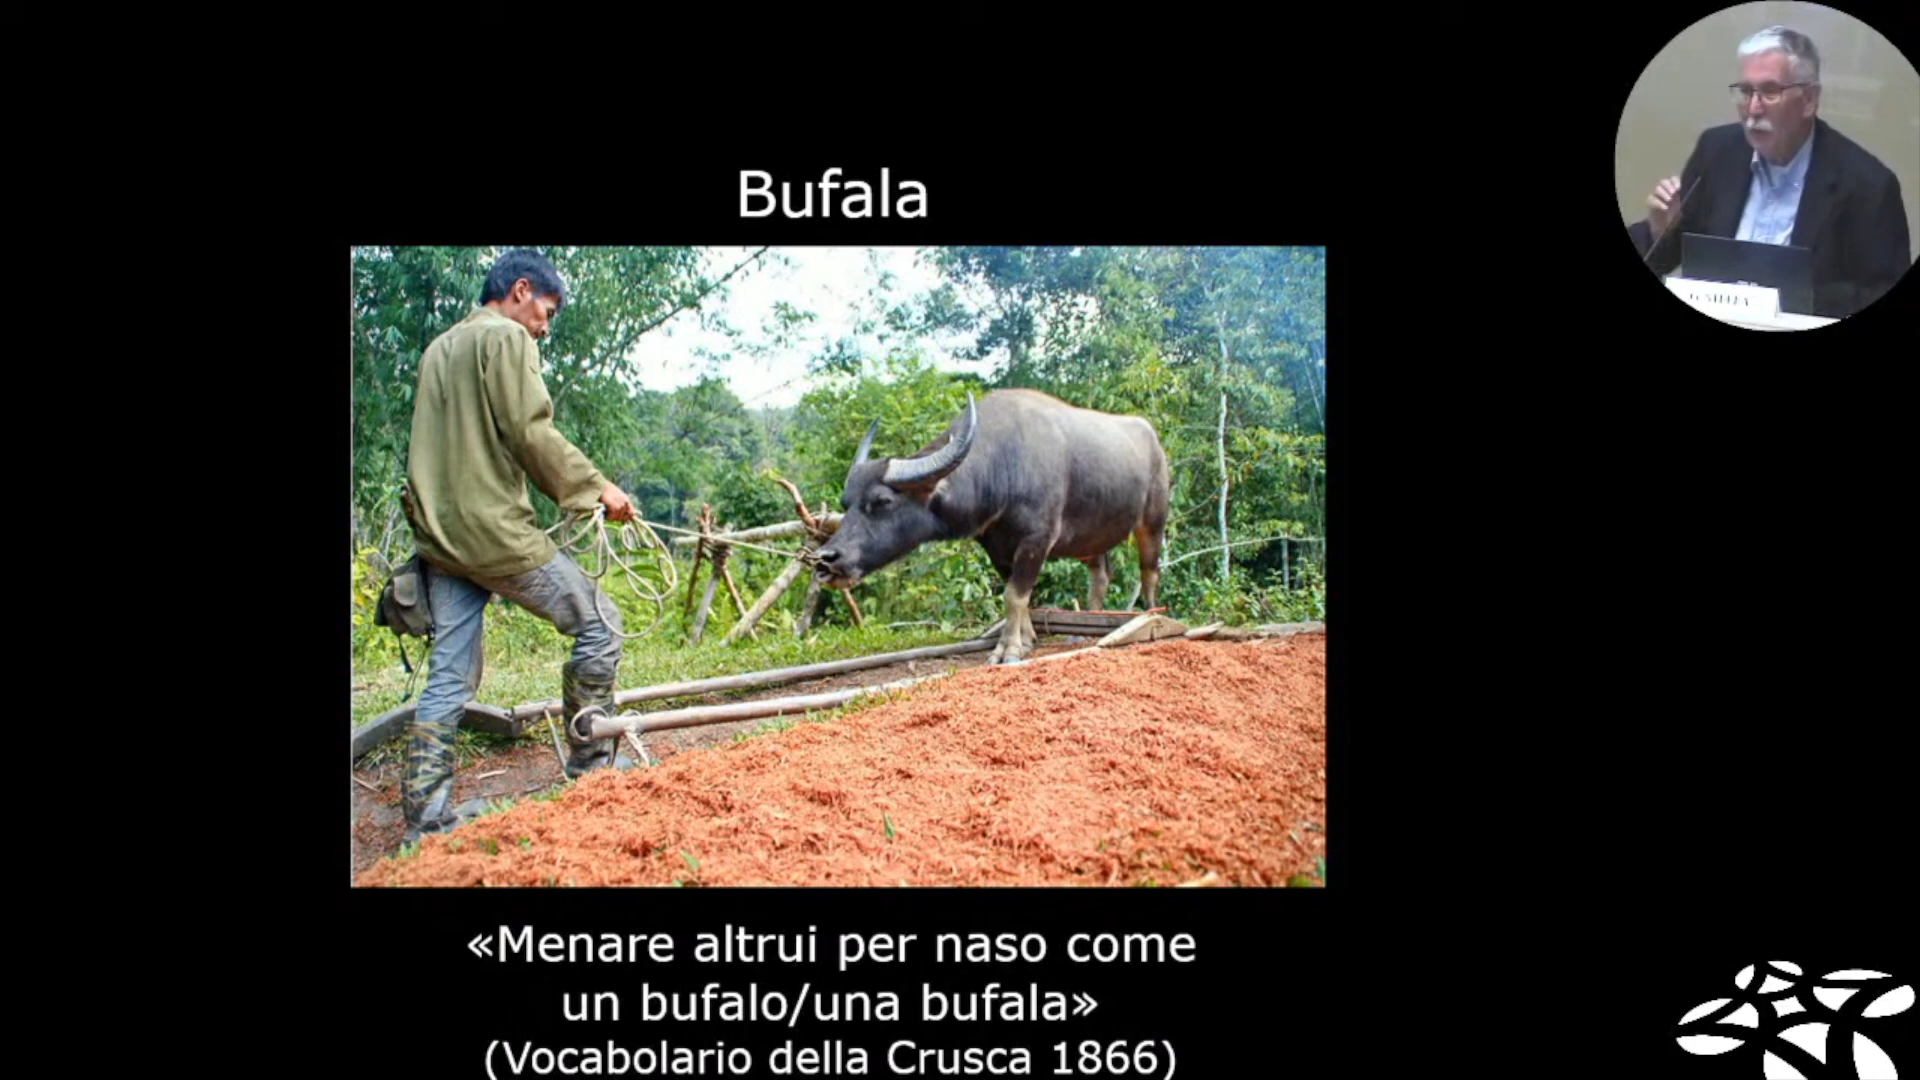 Bufala
«Menare altrui per naso come
un bufalo/una bufala»
(Vocabolario della Crusca 1866)